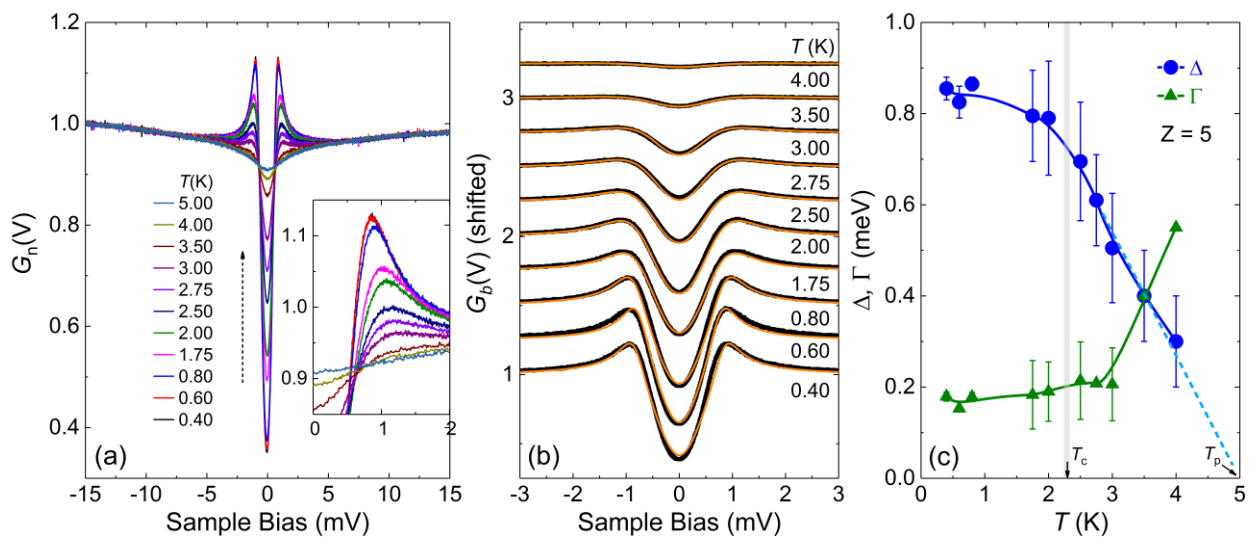 1.2
1.0
0.8
0.6
0.4
G_n(V)
T(K)
5.00
4.00
3.50
3.00
2.75
2.50
2.00
1.75
0.80
0.60
0.40
1.1
1.0
0.9
0 1 2
(a)
-15 -10 -5 0 5 10 15
Sample Bias (mV)
3
2
1
G_b(V) (shifted)
T (K)
4.00
3.50
3.00
2.75
2.50
2.00
1.75
0.80
0.60
0.40
(b)
-3 -2 -1 0 1 2 3
Sample Bias (mV)
1.0
0.8
0.6
0.4
0.2
0.0
Δ, Γ (meV)
Δ
Γ
Z = 5
(c)
T_c
T_p
0 1 2 3 4 5
T (K)